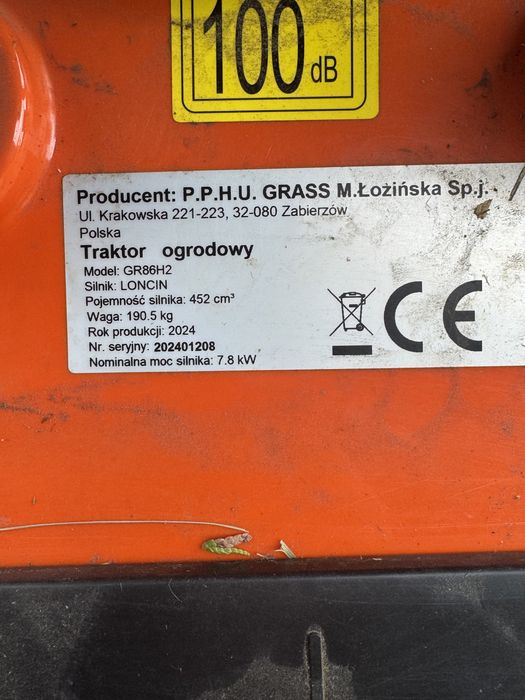 100 dB
Producent: P.P.H.U. GRASS M.Łozińska Sp.j.
Ul. Krakowska 221-223, 32-080 Zabierzów
Polska
Traktor ogrodowy
Model: GR86H2
Silnik: LONCIN
Pojemność silnika: 452 cm³
Waga: 190.5 kg
Rok produkcji: 2024
Nr. seryjny: 202401208
Nominalna moc silnika: 7.8 kW
CE